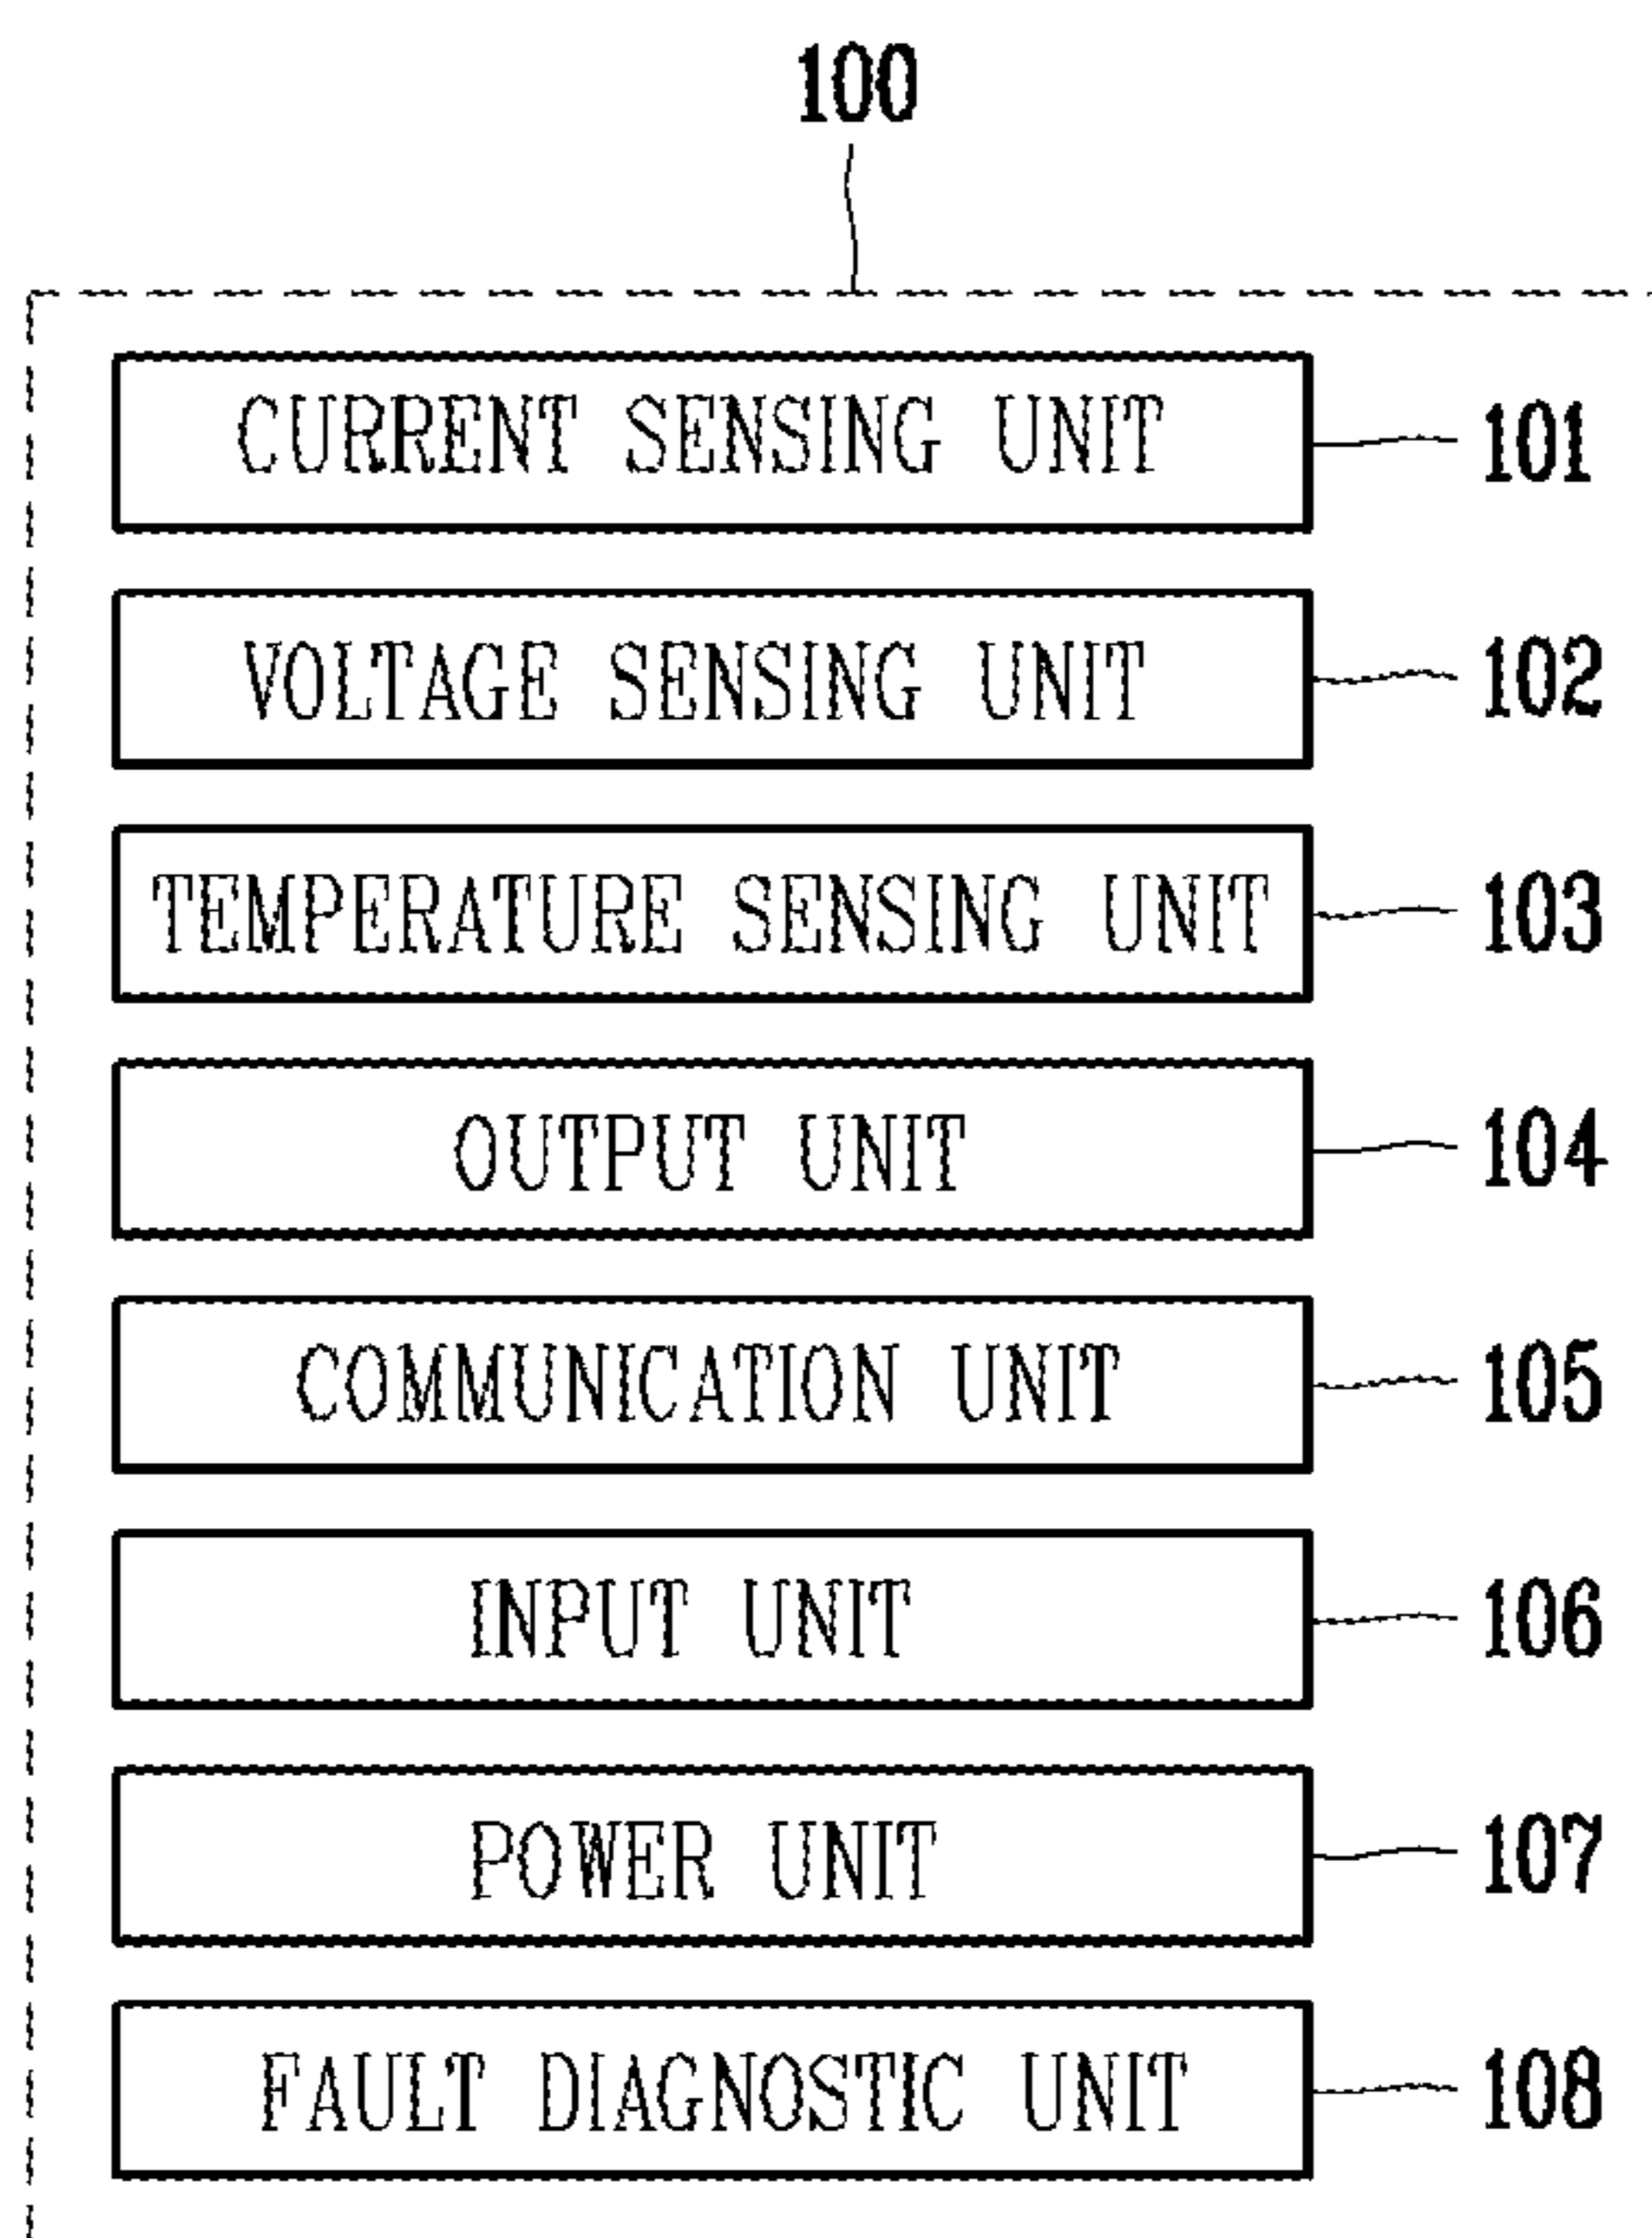 100
CURRENT SENSING UNIT 101
VOLTAGE SENSING UNIT 102
TEMPERATURE SENSING UNIT 103
OUTPUT UNIT 104
COMMUNICATION UNIT 105
INPUT UNIT 106
POWER UNIT 107
FAULT DIAGNOSTIC UNIT 108